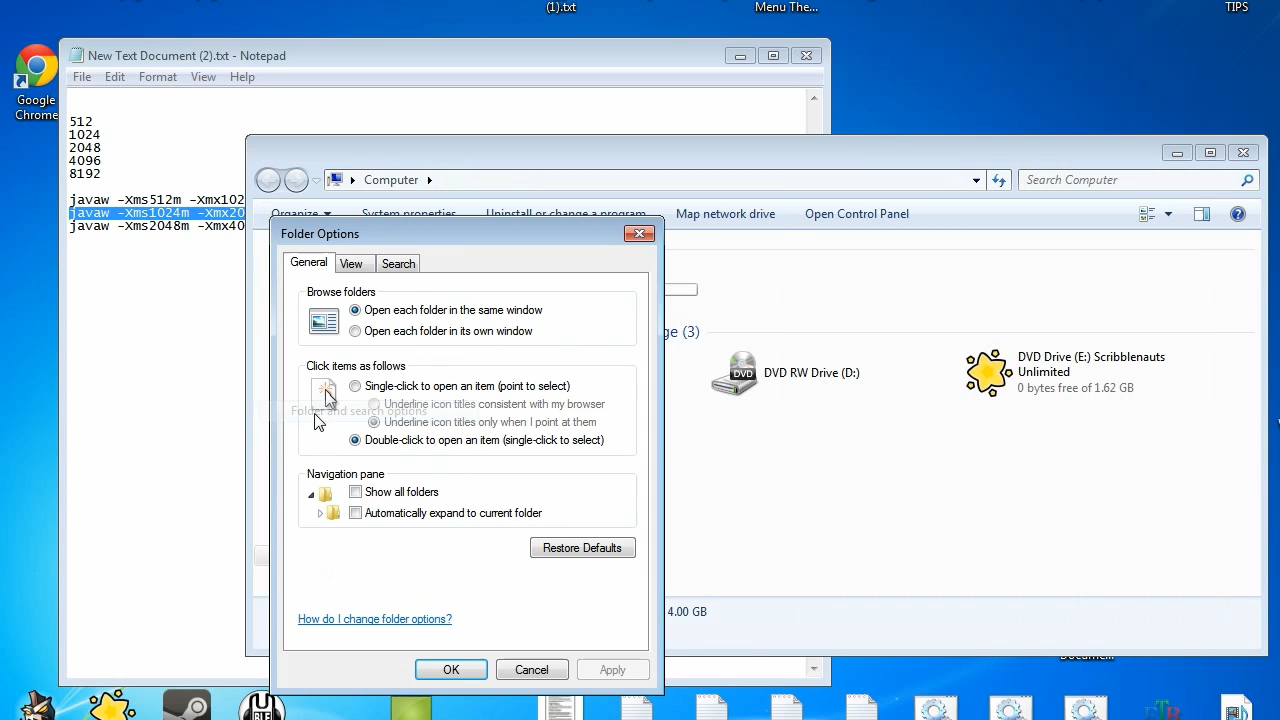 (1).txt
Menu The...
TIPS
Google
Chrome
New Text Document (2).txt - Notepad
File Edit Format View Help
512
1024
2048
4096
8192
javaw -Xms512m -Xmx102
javaw -Xms1024m -Xmx20
javaw -Xms2048m -Xmx40
Computer
Search Computer
Organize System properties Uninstall or change a program Map network drive Open Control Panel
Folder Options
General View Search
Browse folders
Open each folder in the same window
Open each folder in its own window
Click items as follows
Single-click to open an item (point to select)
Underline icon titles consistent with my browser
Folder and search options
Underline icon titles only when I point at them
Double-click to open an item (single-click to select)
Navigation pane
Show all folders
Automatically expand to current folder
Restore Defaults
How do I change folder options?
OK Cancel Apply
ge (3)
DVD
DVD RW Drive (D:)
DVD Drive (E:) Scribblenauts
Unlimited
0 bytes free of 1.62 GB
4.00 GB